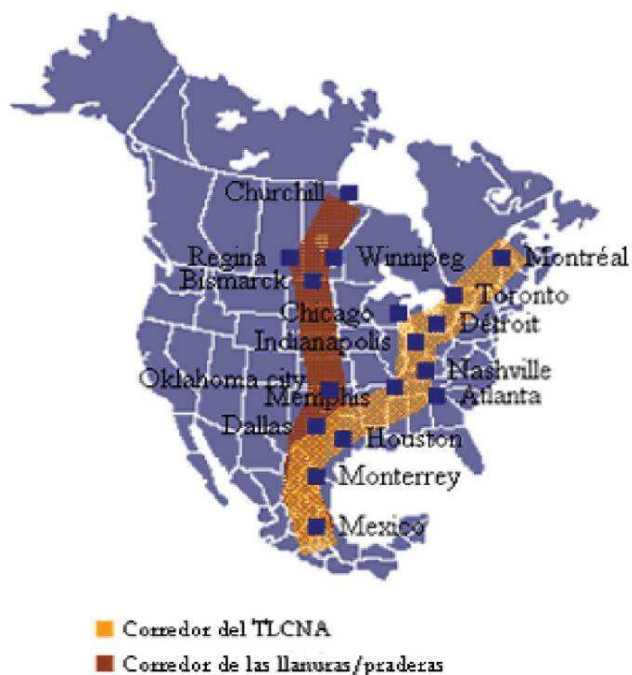 Churchill
Regina
Winnipeg
Montréal
Bismarck
Toronto
Chicago
Détroit
Indianapolis
Nashville
Oklahoma city
Memphis
Atlanta
Dallas
Houston
Monterrey
Mexico
Corredor del TLCNA
Corredor de las llanuras/praderas